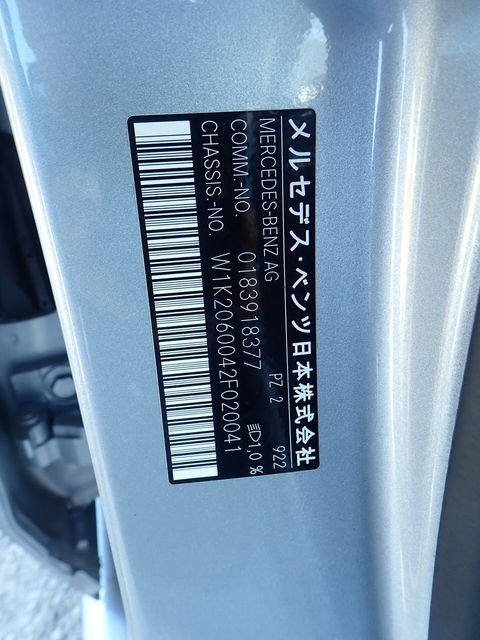 メルセデス・ベンツ日本株式会社
MERCEDES-BENZ AG PZ 2 922
COMM.-NO. 0183918377 1,0 %
CHASSIS.-NO. W1K2060042F020041